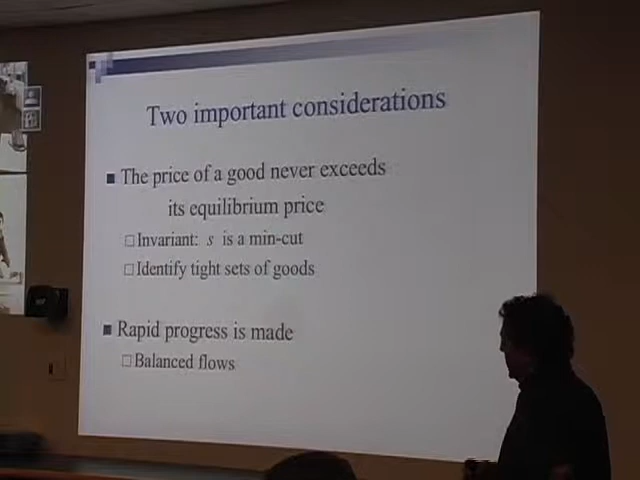 Two important considerations
The price of a good never exceeds
its equilibrium price
Invariant: s is a min-cut
Identify tight sets of goods
Rapid progress is made
Balanced flows